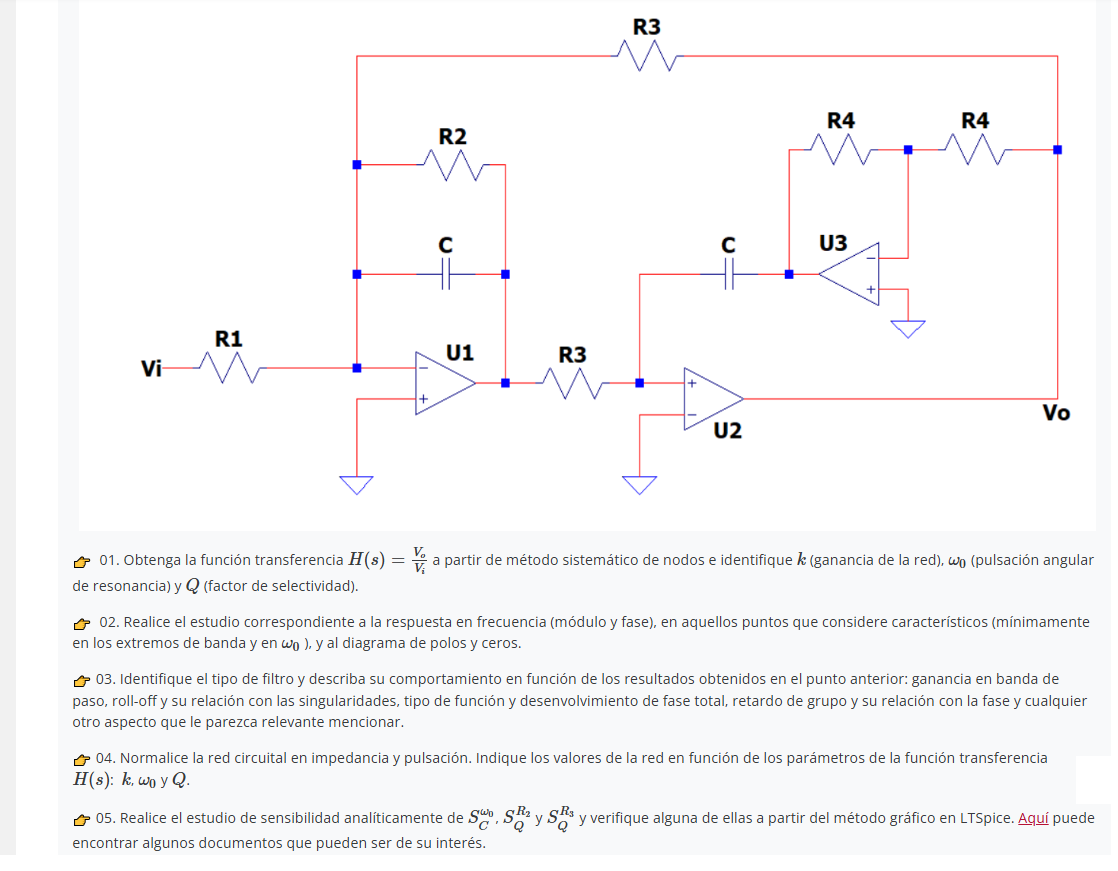 R3
R4
R4
R2
C
C
U3
R1
Vi
U1
R3
U2
Vo
01. Obtenga la función transferencia H(s) = Vo/Vi a partir de método sistemático de nodos e identifique k (ganancia de la red), ω0 (pulsación angular
de resonancia) y Q (factor de selectividad).
02. Realice el estudio correspondiente a la respuesta en frecuencia (módulo y fase), en aquellos puntos que considere característicos (mínimamente
en los extremos de banda y en ω0 ), y al diagrama de polos y ceros.
03. Identifique el tipo de filtro y describa su comportamiento en función de los resultados obtenidos en el punto anterior: ganancia en banda de
paso, roll-off y su relación con las singularidades, tipo de función y desenvolvimiento de fase total, retardo de grupo y su relación con la fase y cualquier
otro aspecto que le parezca relevante mencionar.
04. Normalice la red circuital en impedancia y pulsación. Indique los valores de la red en función de los parámetros de la función transferencia
H(s): k, ω0 y Q.
05. Realice el estudio de sensibilidad analíticamente de S_C^ω0, S_Q^R2 y S_Q^R3 y verifique alguna de ellas a partir del método gráfico en LTSpice. Aquí puede
encontrar algunos documentos que pueden ser de su interés.